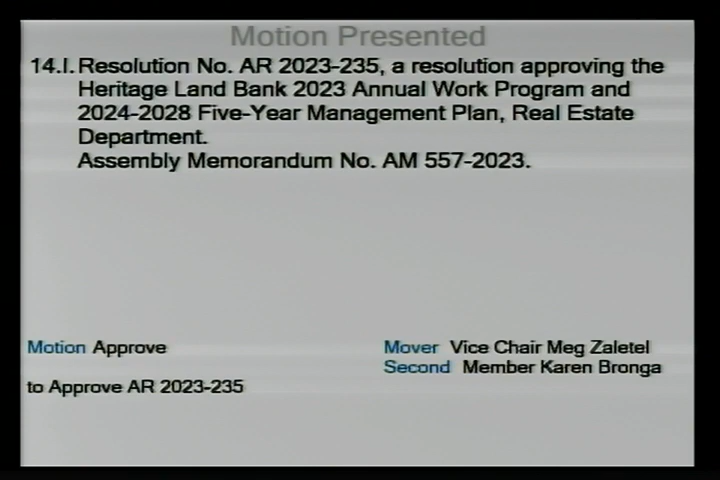 Motion Presented
14.I. Resolution No. AR 2023-235, a resolution approving the
Heritage Land Bank 2023 Annual Work Program and
2024-2028 Five-Year Management Plan, Real Estate
Department.
Assembly Memorandum No. AM 557-2023.
Motion Approve
Mover Vice Chair Meg Zaletel
Second Member Karen Bronga
to Approve AR 2023-235